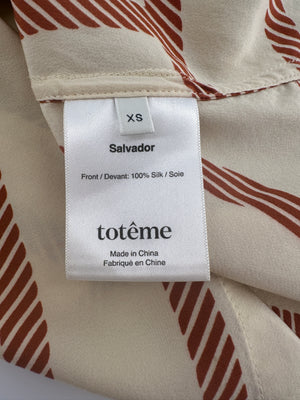 XS
Salvador
Front / Devant: 100% Silk / Soie
totême
Made in China
Fabriqué en Chine